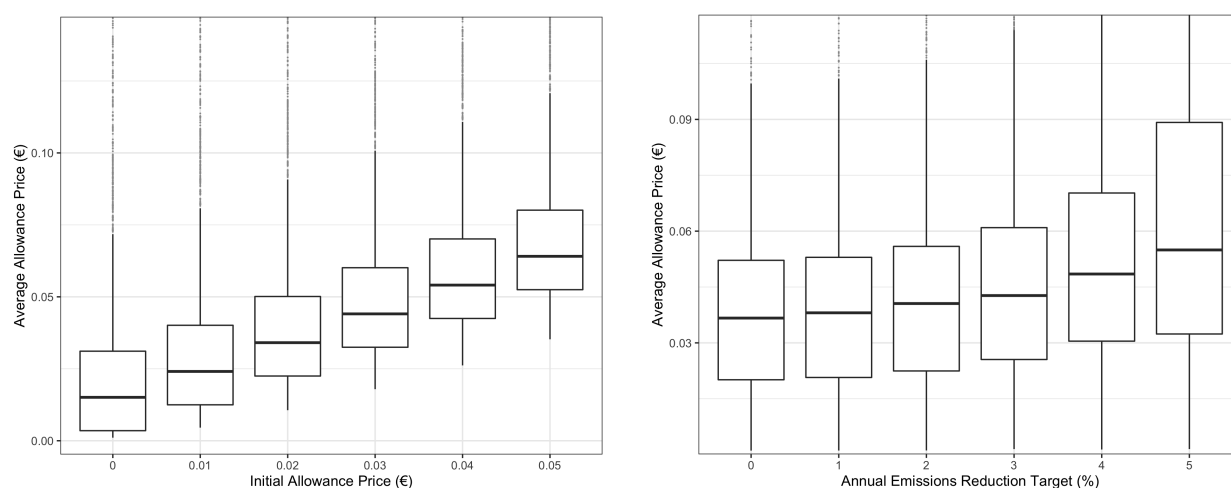 Average Allowance Price (€)
0.10
0.05
0.00
0 0.01 0.02 0.03 0.04 0.05
Initial Allowance Price (€)
Average Allowance Price (€)
0.09
0.06
0.03
0 1 2 3 4 5
Annual Emissions Reduction Target (%)